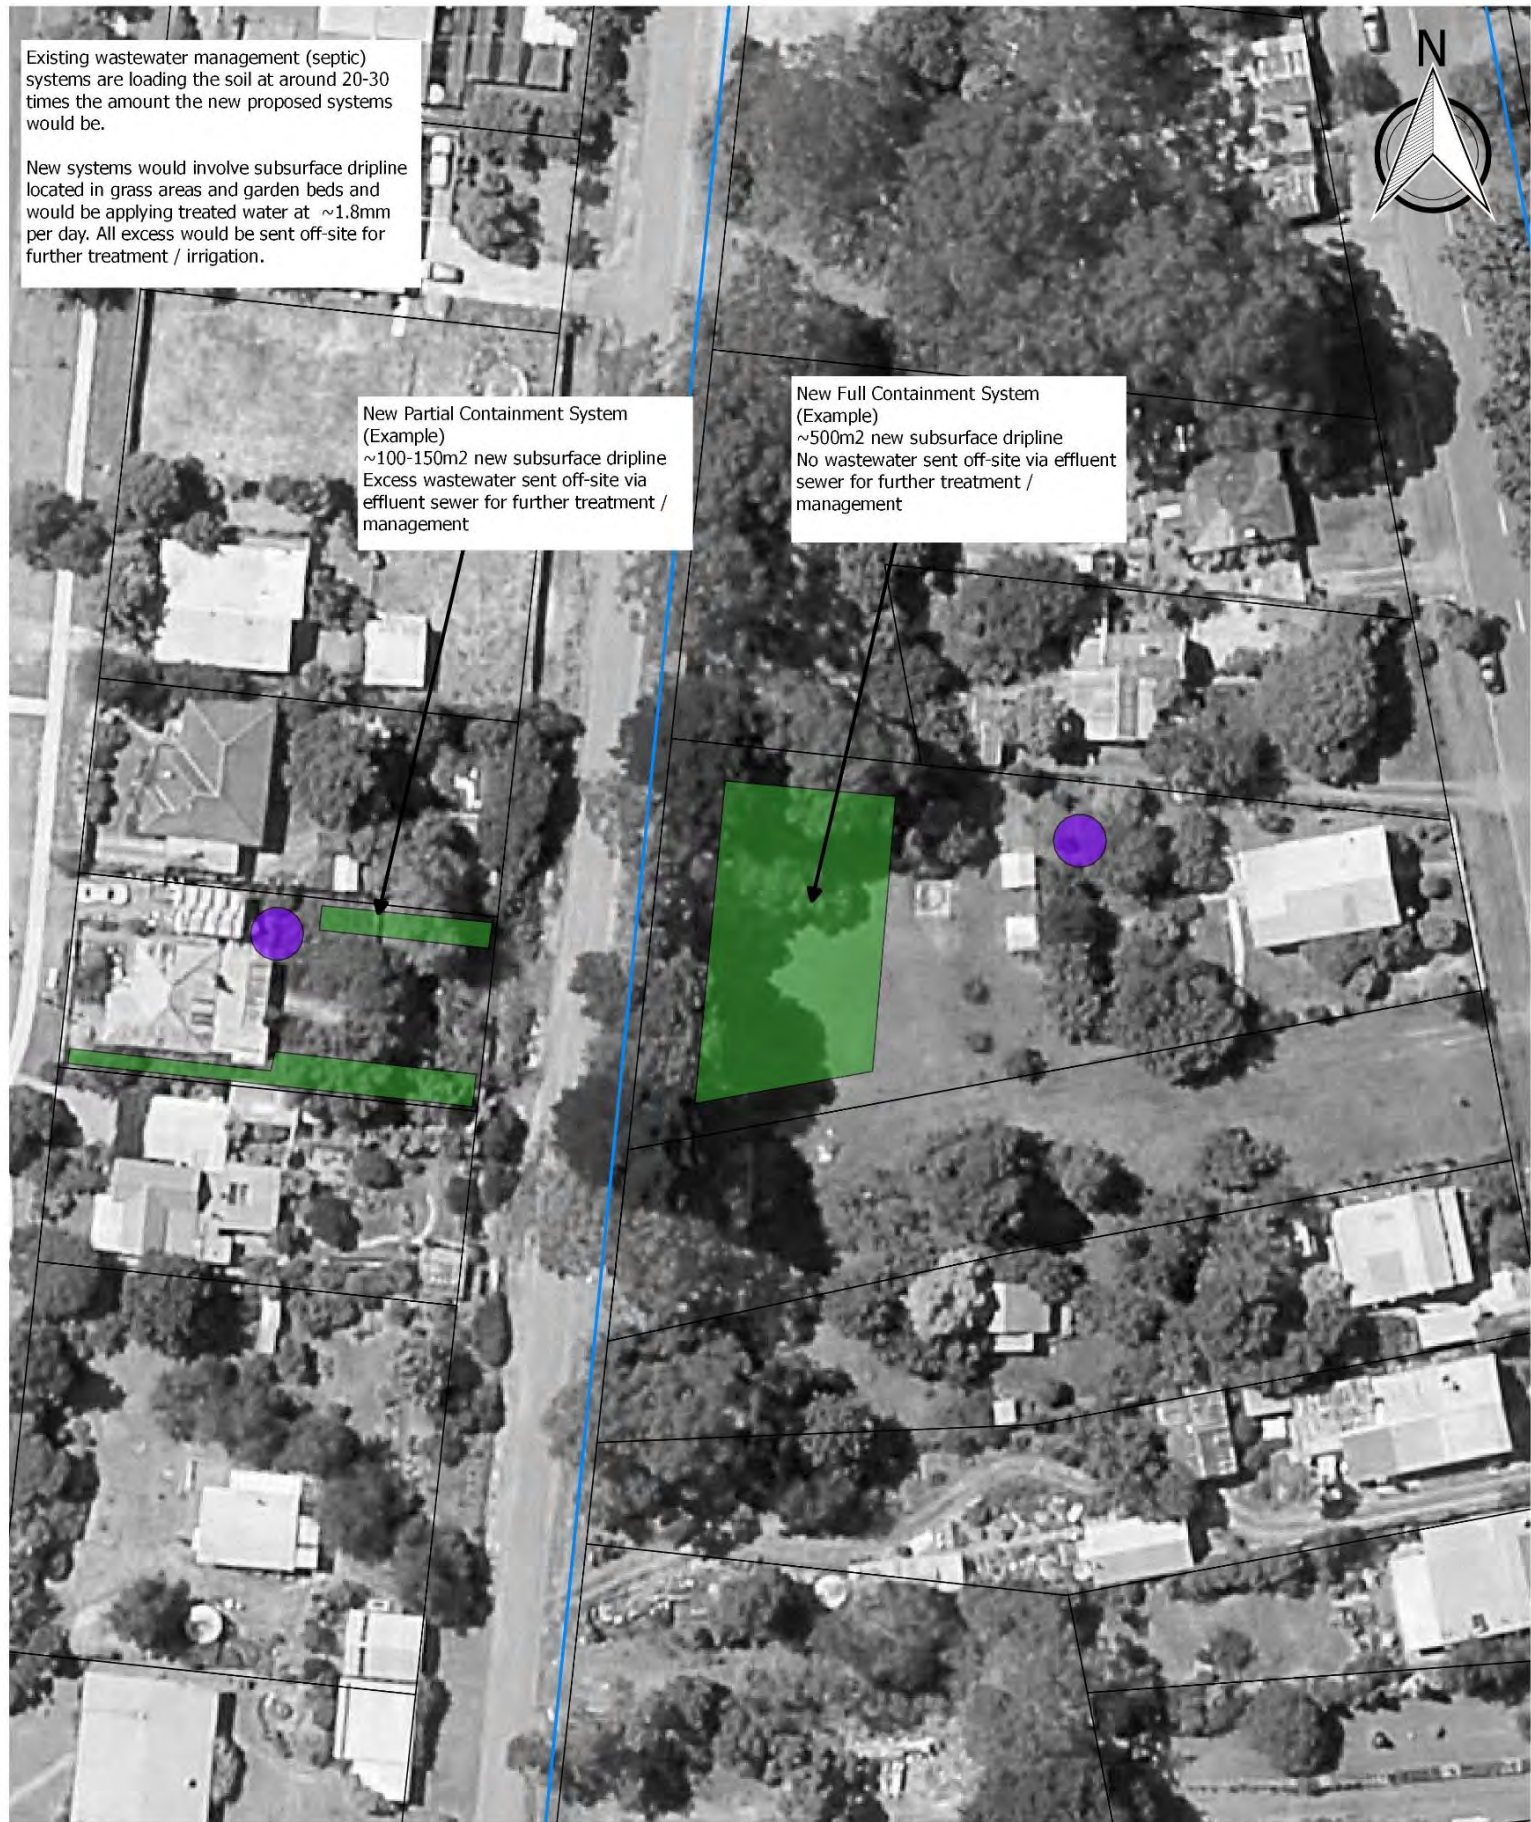 Existing wastewater management (septic)
systems are loading the soil at around 20-30
times the amount the new proposed systems
would be.
New systems would involve subsurface dripline
located in grass areas and garden beds and
would be applying treated water at ~1.8mm
per day. All excess would be sent off-site for
further treatment / irrigation.
N
New Partial Containment System
(Example)
~100-150m2 new subsurface dripline
Excess wastewater sent off-site via
effluent sewer for further treatment /
management
New Full Containment System
(Example)
~500m2 new subsurface dripline
No wastewater sent off-site via effluent
sewer for further treatment /
management